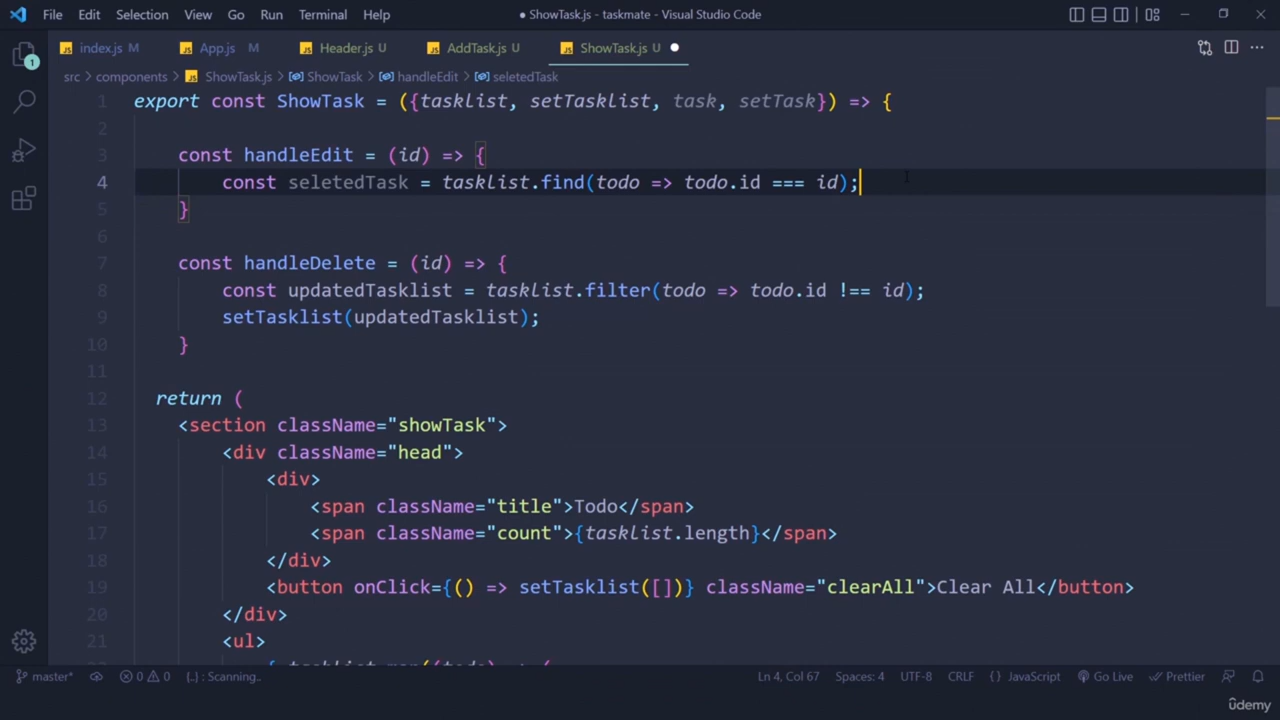 File Edit Selection View Go Run Terminal Help
● ShowTask.js - taskmate - Visual Studio Code
index.js M App.js M Header.js U AddTask.js U ShowTask.js U
src > components > ShowTask.js > ShowTask > handleEdit > seletedTask
1 export const ShowTask = ({tasklist, setTasklist, task, setTask}) => {
2
3 const handleEdit = (id) => {
4 const seletedTask = tasklist.find(todo => todo.id === id);
5 }
6
7 const handleDelete = (id) => {
8 const updatedTasklist = tasklist.filter(todo => todo.id !== id);
9 setTasklist(updatedTasklist);
10 }
11
12 return (
13 <section className="showTask">
14 <div className="head">
15 <div>
16 <span className="title">Todo</span>
17 <span className="count">{tasklist.length}</span>
18 </div>
19 <button onClick={() => setTasklist([])} className="clearAll">Clear All</button>
20 </div>
21 <ul>
{ tasklist.map((todo) => (
1
master* 0 0 {..} : Scanning.. Ln 4, Col 67 Spaces: 4 UTF-8 CRLF {} JavaScript Go Live Prettier
ûdemy